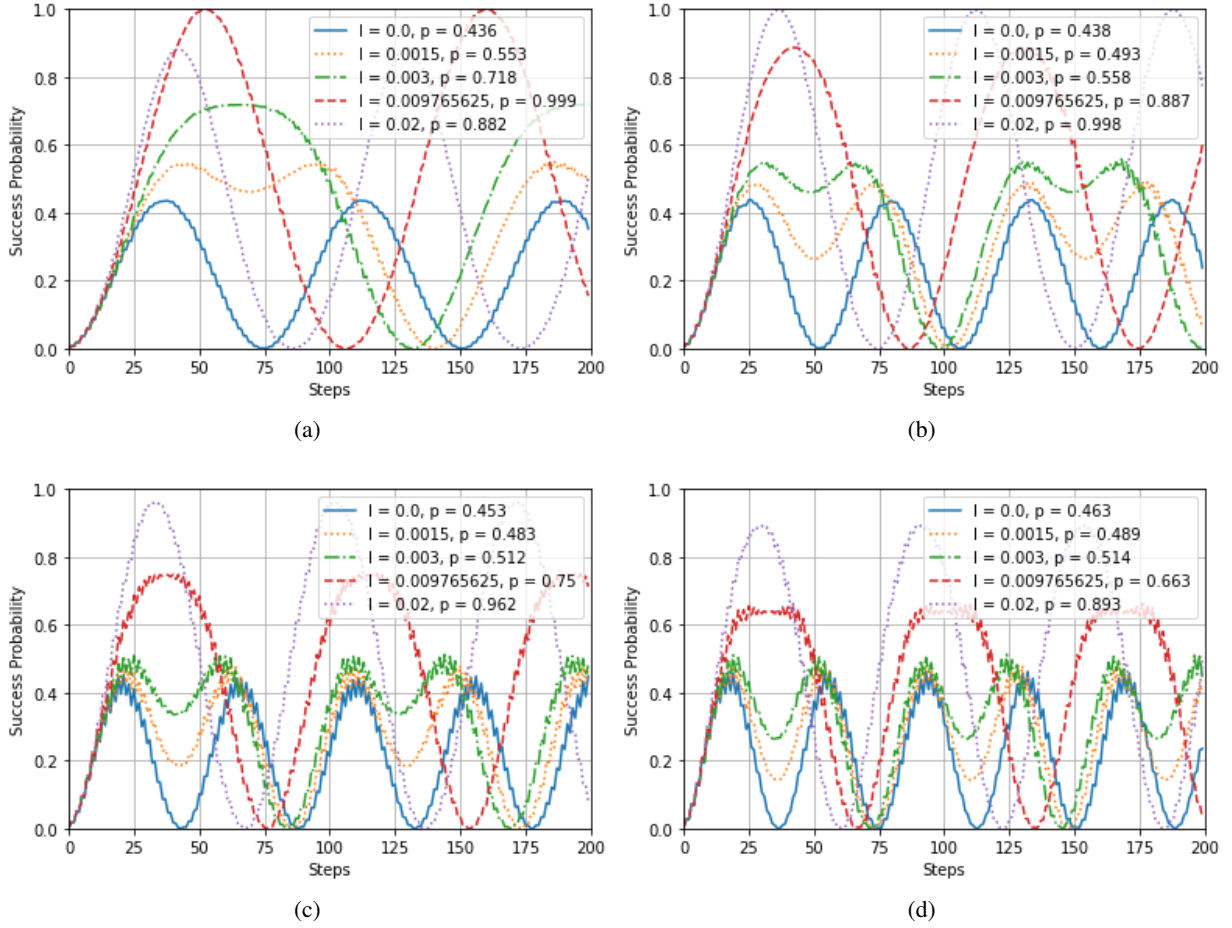 1.0
0.8
0.6
0.4
0.2
0.0
Success Probability
l = 0.0, p = 0.436
l = 0.0015, p = 0.553
l = 0.003, p = 0.718
l = 0.009765625, p = 0.999
l = 0.02, p = 0.882
0 25 50 75 100 125 150 175 200
Steps
(a)
1.0
0.8
0.6
0.4
0.2
0.0
Success Probability
l = 0.0, p = 0.438
l = 0.0015, p = 0.493
l = 0.003, p = 0.558
l = 0.009765625, p = 0.887
l = 0.02, p = 0.998
0 25 50 75 100 125 150 175 200
Steps
(b)
1.0
0.8
0.6
0.4
0.2
0.0
Success Probability
l = 0.0, p = 0.453
l = 0.0015, p = 0.483
l = 0.003, p = 0.512
l = 0.009765625, p = 0.75
l = 0.02, p = 0.962
0 25 50 75 100 125 150 175 200
Steps
(c)
1.0
0.8
0.6
0.4
0.2
0.0
Success Probability
l = 0.0, p = 0.463
l = 0.0015, p = 0.489
l = 0.003, p = 0.514
l = 0.009765625, p = 0.663
l = 0.02, p = 0.893
0 25 50 75 100 125 150 175 200
Steps
(d)